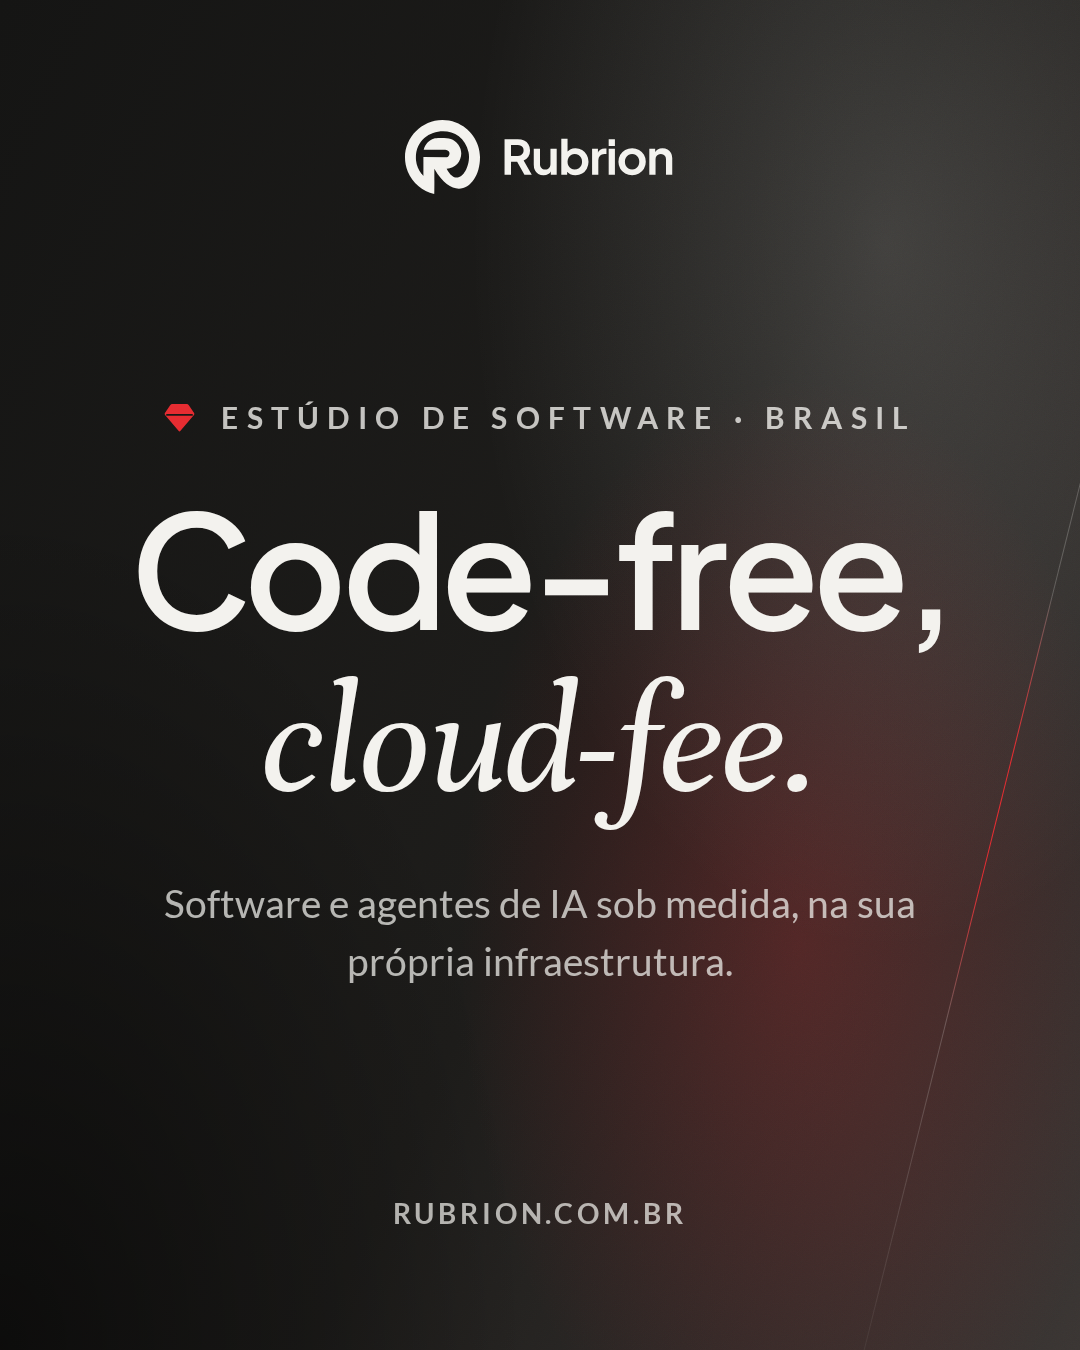 Rubrion
ESTÚDIO DE SOFTWARE · BRASIL
Code-free,
cloud-fee.
Software e agentes de IA sob medida, na sua
própria infraestrutura.
RUBRION.COM.BR